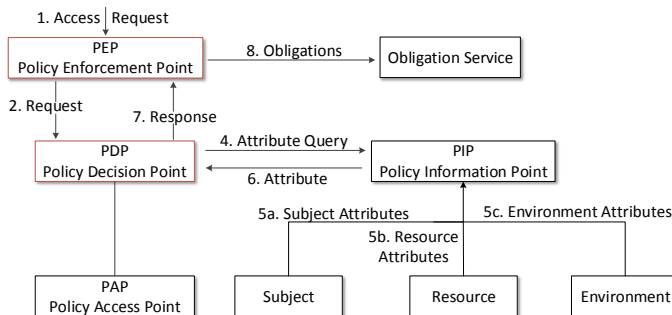 1. Access Request
PEP
Policy Enforcement Point
8. Obligations
Obligation Service
2. Request
7. Response
PDP
Policy Decision Point
4. Attribute Query
6. Attribute
PIP
Policy Information Point
5a. Subject Attributes
5b. Resource
Attributes
5c. Environment Attributes
PAP
Policy Access Point
Subject
Resource
Environment